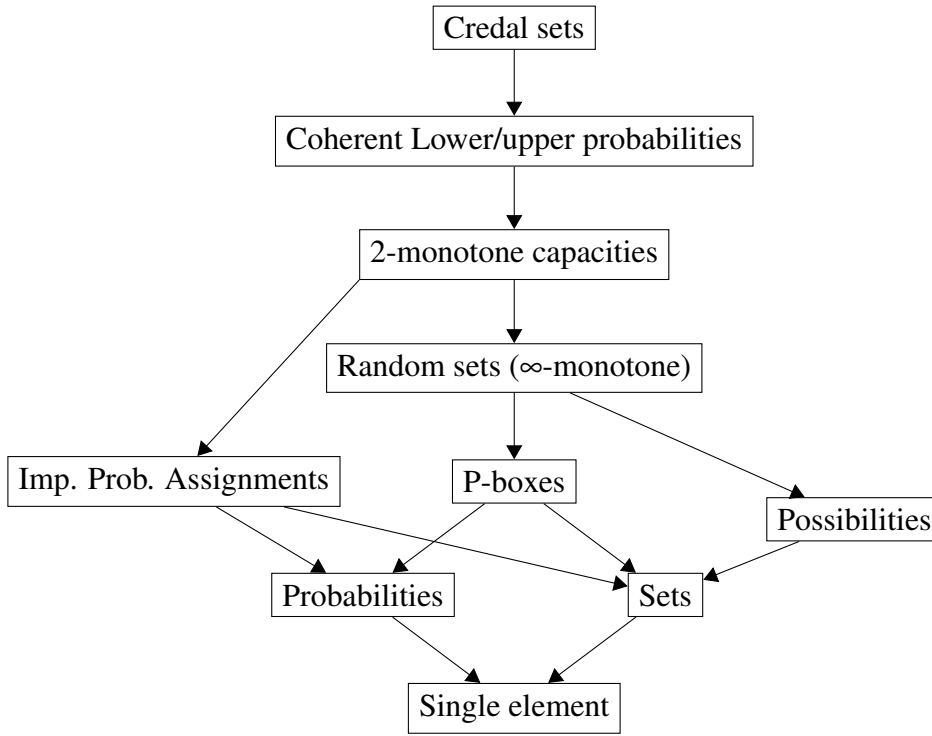 Credal sets
Coherent Lower/upper probabilities
2-monotone capacities
Random sets (∞-monotone)
Imp. Prob. Assignments
P-boxes
Possibilities
Probabilities
Sets
Single element